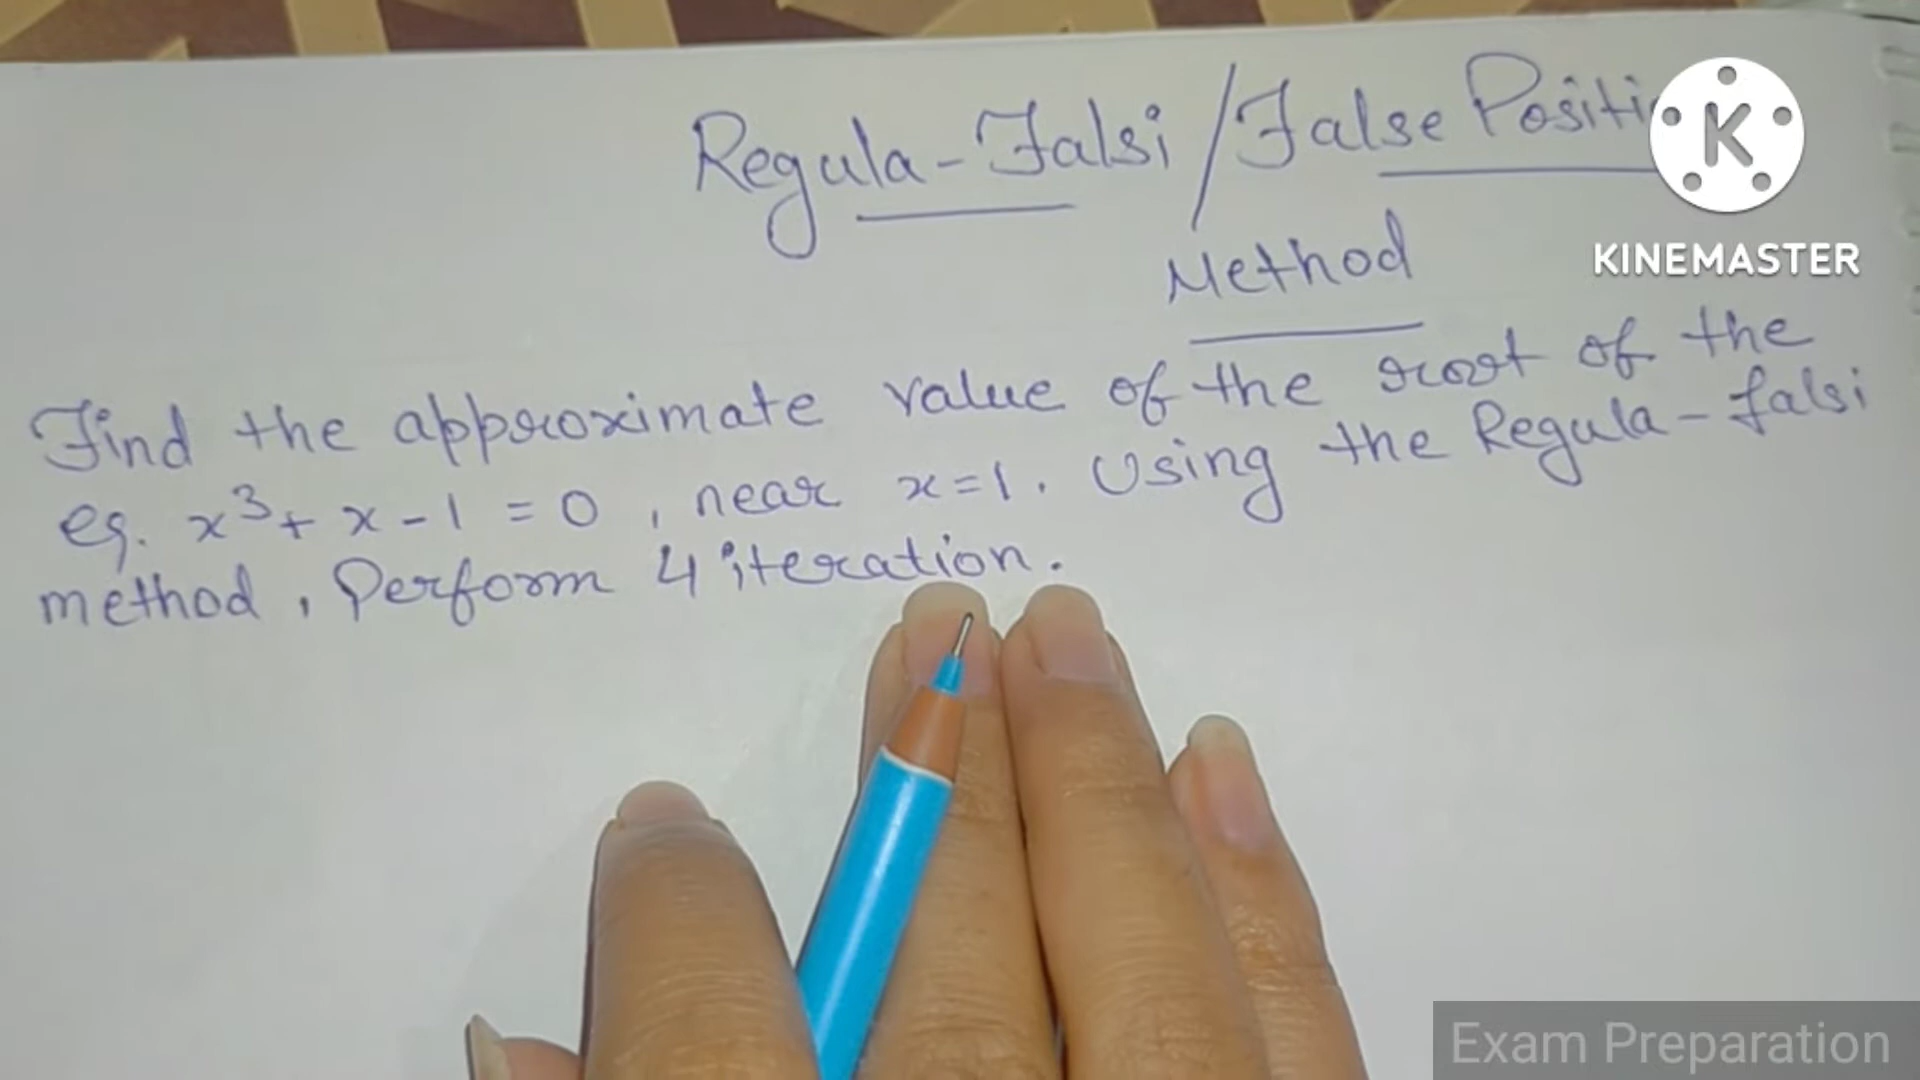 Regula-Falsi/False Positi
K
KINEMASTER
Method
Find the approximate value of the root of the
eq. x³ + x - 1 = 0, near x=1. Using the Regula-falsi
method, Perform 4 iteration.
Exam Preparation